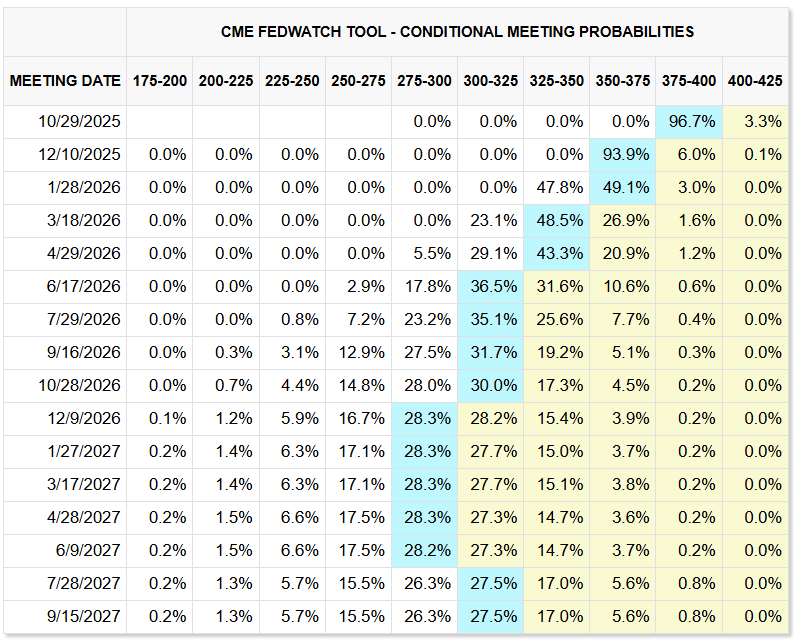 CME FEDWATCH TOOL - CONDITIONAL MEETING PROBABILITIES
MEETING DATE 175-200 200-225 225-250 250-275 275-300 300-325 325-350 350-375 375-400 400-425
10/29/2025 0.0% 0.0% 0.0% 0.0% 96.7% 3.3%
12/10/2025 0.0% 0.0% 0.0% 0.0% 0.0% 0.0% 0.0% 93.9% 6.0% 0.1%
1/28/2026 0.0% 0.0% 0.0% 0.0% 0.0% 0.0% 47.8% 49.1% 3.0% 0.0%
3/18/2026 0.0% 0.0% 0.0% 0.0% 0.0% 23.1% 48.5% 26.9% 1.6% 0.0%
4/29/2026 0.0% 0.0% 0.0% 0.0% 5.5% 29.1% 43.3% 20.9% 1.2% 0.0%
6/17/2026 0.0% 0.0% 0.0% 2.9% 17.8% 36.5% 31.6% 10.6% 0.6% 0.0%
7/29/2026 0.0% 0.0% 0.8% 7.2% 23.2% 35.1% 25.6% 7.7% 0.4% 0.0%
9/16/2026 0.0% 0.3% 3.1% 12.9% 27.5% 31.7% 19.2% 5.1% 0.3% 0.0%
10/28/2026 0.0% 0.7% 4.4% 14.8% 28.0% 30.0% 17.3% 4.5% 0.2% 0.0%
12/9/2026 0.1% 1.2% 5.9% 16.7% 28.3% 28.2% 15.4% 3.9% 0.2% 0.0%
1/27/2027 0.2% 1.4% 6.3% 17.1% 28.3% 27.7% 15.0% 3.7% 0.2% 0.0%
3/17/2027 0.2% 1.4% 6.3% 17.1% 28.3% 27.7% 15.1% 3.8% 0.2% 0.0%
4/28/2027 0.2% 1.5% 6.6% 17.5% 28.3% 27.3% 14.7% 3.6% 0.2% 0.0%
6/9/2027 0.2% 1.5% 6.6% 17.5% 28.2% 27.3% 14.7% 3.7% 0.2% 0.0%
7/28/2027 0.2% 1.3% 5.7% 15.5% 26.3% 27.5% 17.0% 5.6% 0.8% 0.0%
9/15/2027 0.2% 1.3% 5.7% 15.5% 26.3% 27.5% 17.0% 5.6% 0.8% 0.0%